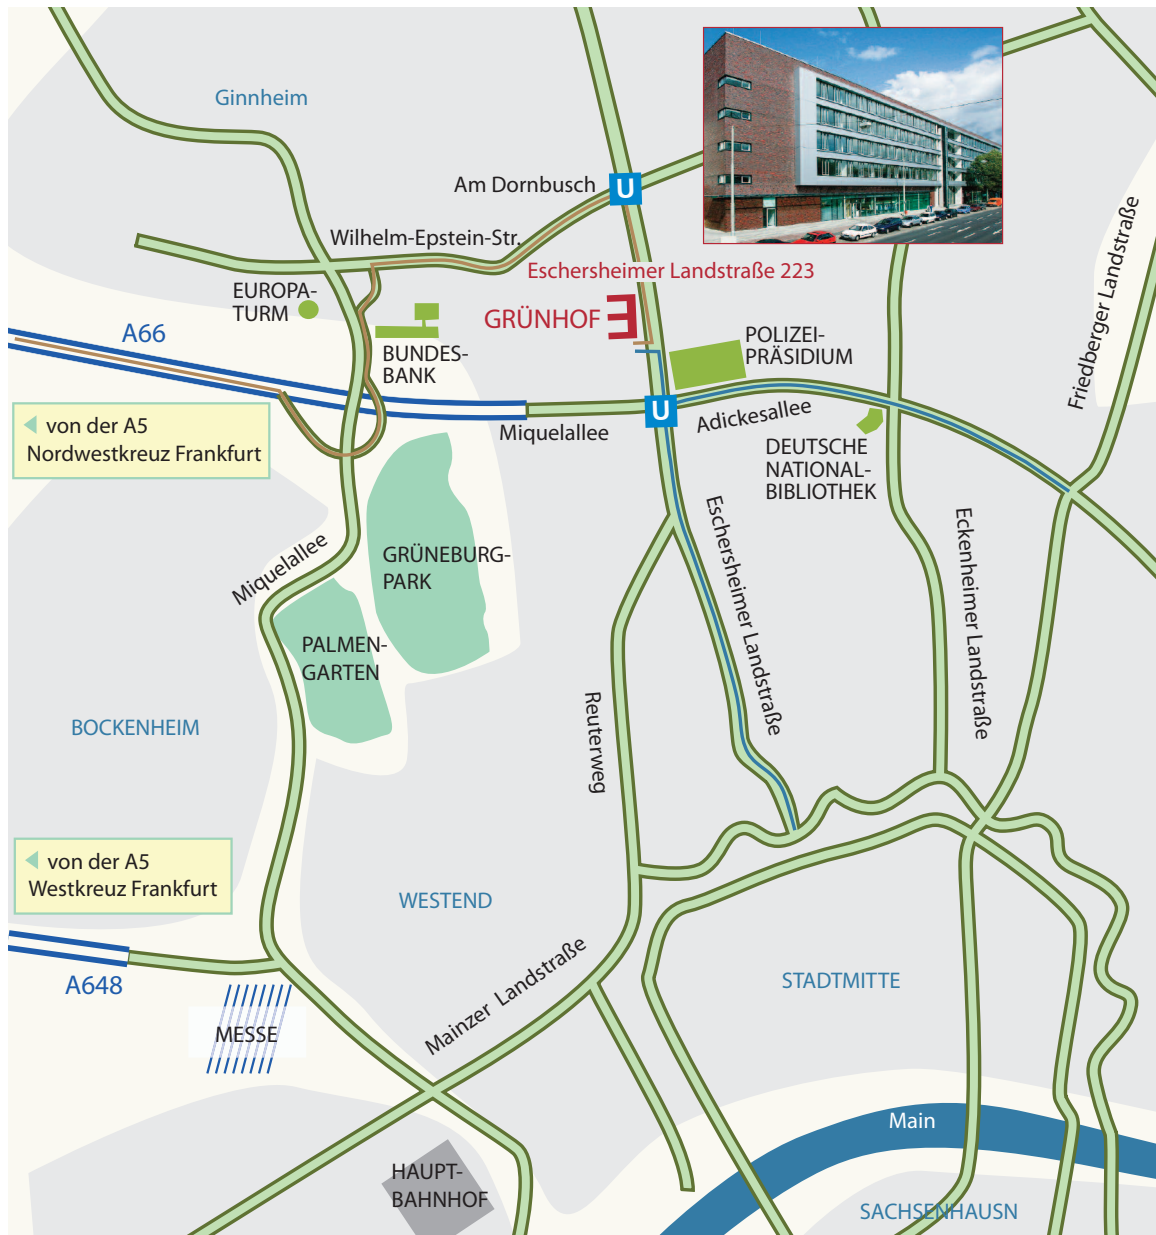 Ginnheim
Am Dornbusch
U
Wilhelm-Epstein-Str.
Eschersheimer Landstraße 223
EUROPA-
TURM
GRÜNHOF
A66
BUNDES-
BANK
POLIZEI-
PRÄSIDIUM
Friedberger Landstraße
von der A5
Nordwestkreuz Frankfurt
U
Miquelallee
Adickesallee
DEUTSCHE
NATIONAL-
BIBLIOTHEK
Miquelallee
GRÜNEBURG-
PARK
Eschersheimer Landstraße
Eckenheimer Landstraße
PALMEN-
GARTEN
BOCKENHEIM
Reuterweg
von der A5
Westkreuz Frankfurt
WESTEND
A648
Mainzer Landstraße
STADTMITTE
MESSE
Main
HAUPT-
BAHNHOF
SACHSENHAUSN